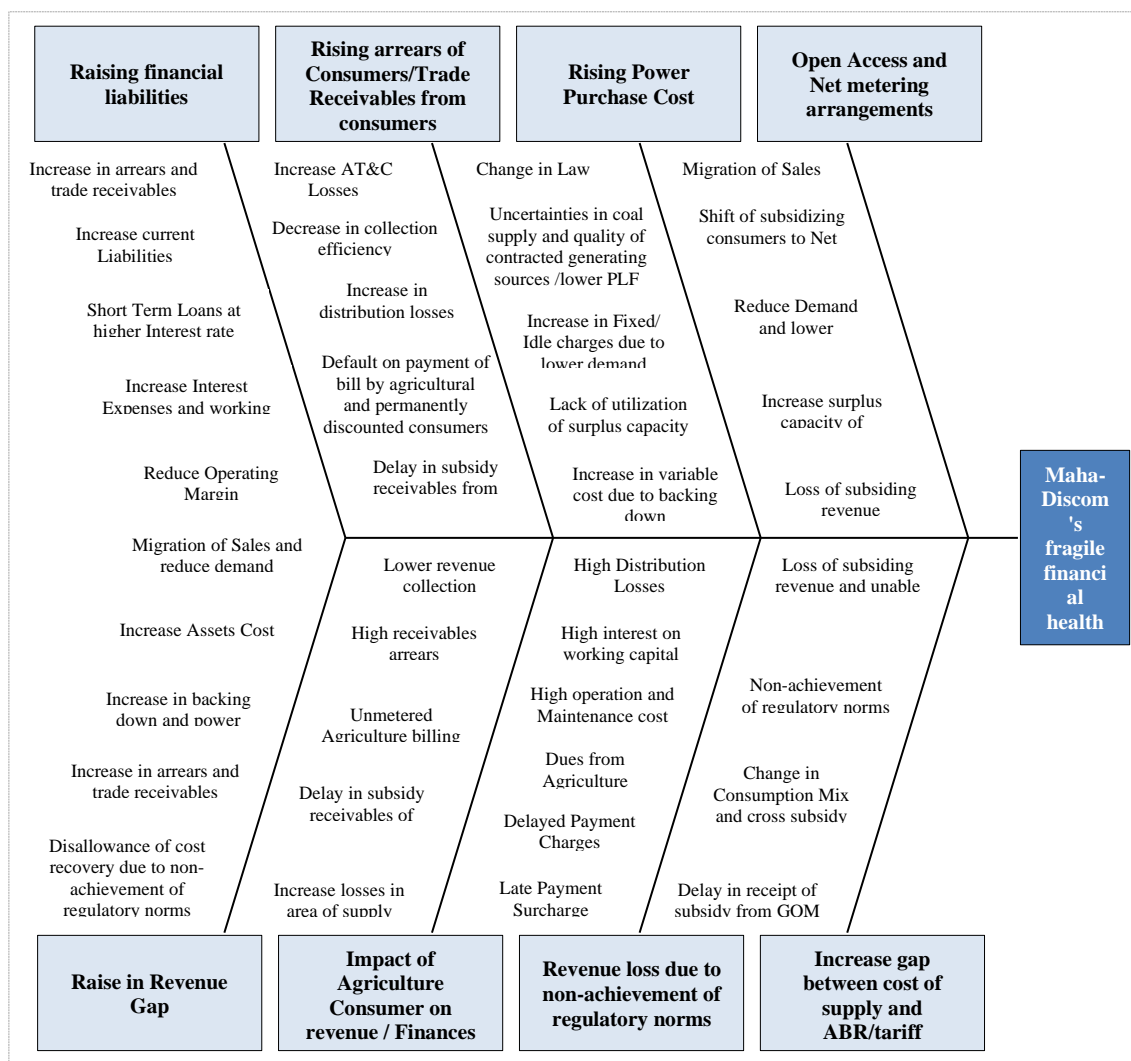 Raising financial
liabilities
Rising arrears of
Consumers/Trade
Receivables from
consumers
Rising Power
Purchase Cost
Open Access and
Net metering
arrangements
Increase in arrears and
trade receivables
Increase current
Liabilities
Short Term Loans at
higher Interest rate
Increase Interest
Expenses and working
Reduce Operating
Margin
Increase AT&C
Losses
Decrease in collection
efficiency
Increase in
distribution losses
Default on payment of
bill by agricultural
and permanently
discounted consumers
Delay in subsidy
receivables from
Change in Law
Uncertainties in coal
supply and quality of
contracted generating
sources /lower PLF
Increase in Fixed/
Idle charges due to
lower demand
Lack of utilization
of surplus capacity
Increase in variable
cost due to backing
down
Migration of Sales
Shift of subsidizing
consumers to Net
Reduce Demand
and lower
Increase surplus
capacity of
Loss of subsiding
revenue
Maha-
Discom
's
fragile
financi
al
health
Migration of Sales and
reduce demand
Increase Assets Cost
Increase in backing
down and power
Increase in arrears and
trade receivables
Disallowance of cost
recovery due to non-
achievement of
regulatory norms
Lower revenue
collection
High receivables
arrears
Unmetered
Agriculture billing
Delay in subsidy
receivables of
Increase losses in
area of supply
High Distribution
Losses
High interest on
working capital
High operation and
Maintenance cost
Dues from
Agriculture
Delayed Payment
Charges
Late Payment
Surcharge
Loss of subsiding
revenue and unable
Non-achievement
of regulatory norms
Change in
Consumption Mix
and cross subsidy
Delay in receipt of
subsidy from GOM
Raise in Revenue
Gap
Impact of
Agriculture
Consumer on
revenue / Finances
Revenue loss due to
non-achievement of
regulatory norms
Increase gap
between cost of
supply and
ABR/tariff